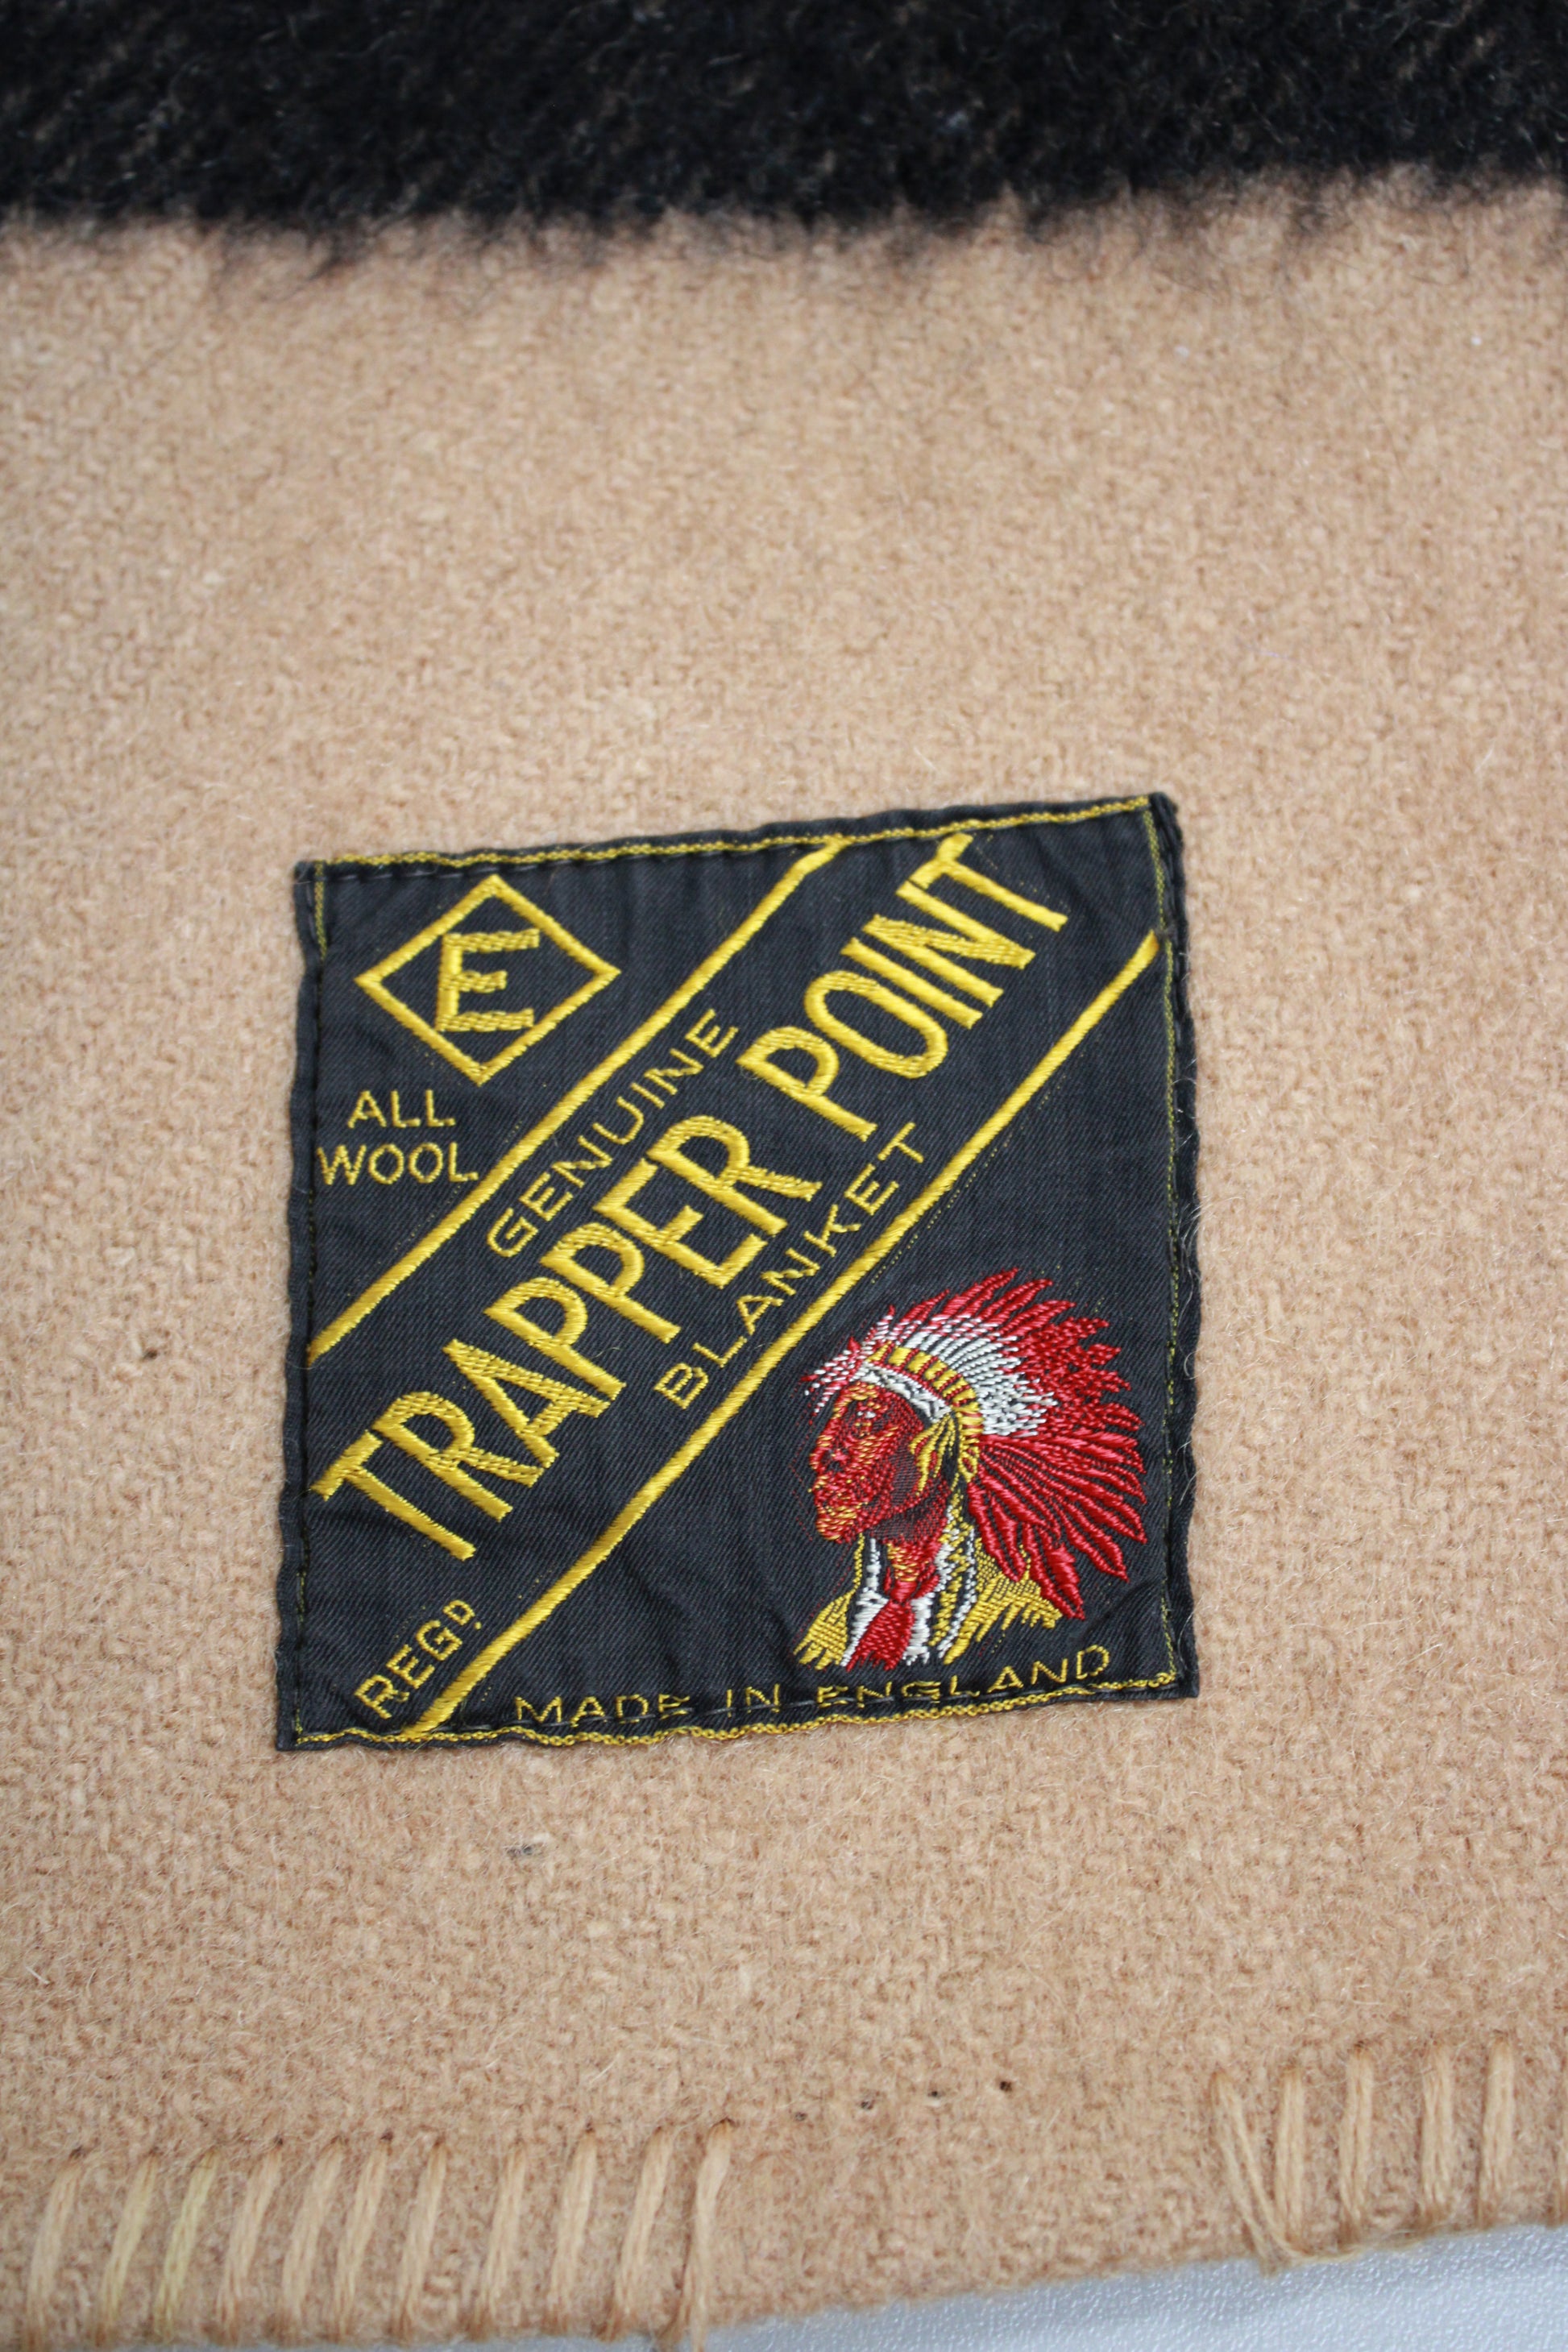 E
ALL
WOOL
GENUINE
TRAPPER POINT
BLANKET
REGD
MADE IN ENGLAND